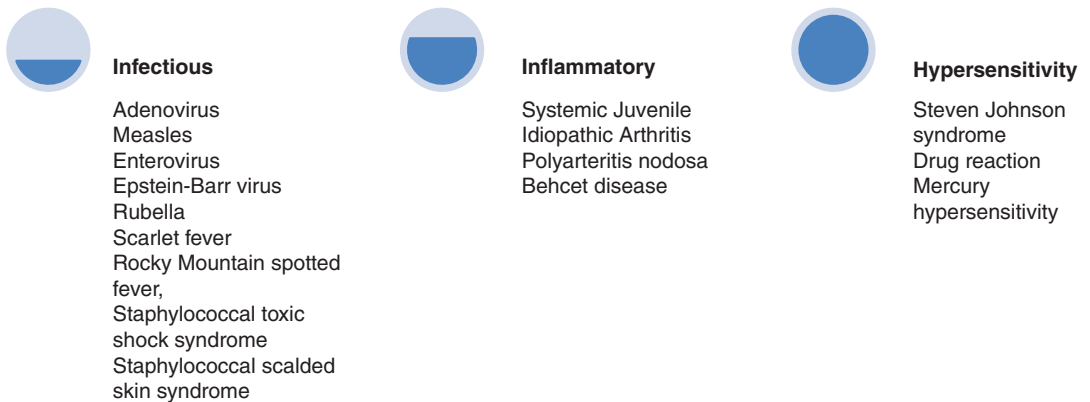 Infectious
Adenovirus
Measles
Enterovirus
Epstein-Barr virus
Rubella
Scarlet fever
Rocky Mountain spotted
fever,
Staphylococcal toxic
shock syndrome
Staphylococcal scalded
skin syndrome
Inflammatory
Systemic Juvenile
Idiopathic Arthritis
Polyarteritis nodosa
Behcet disease
Hypersensitivity
Steven Johnson
syndrome
Drug reaction
Mercury
hypersensitivity